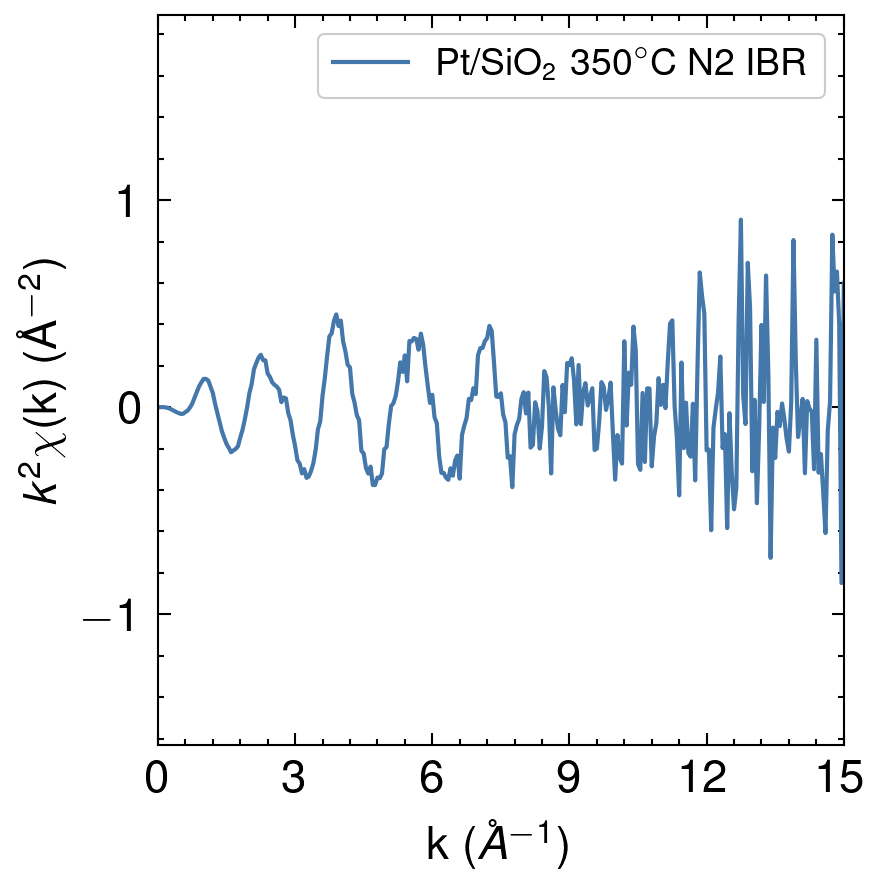 Pt/SiO₂ 350°C N2 IBR
1
0
−1
k²χ(k) (Å⁻²)
0 3 6 9 12 15
k (Å⁻¹)